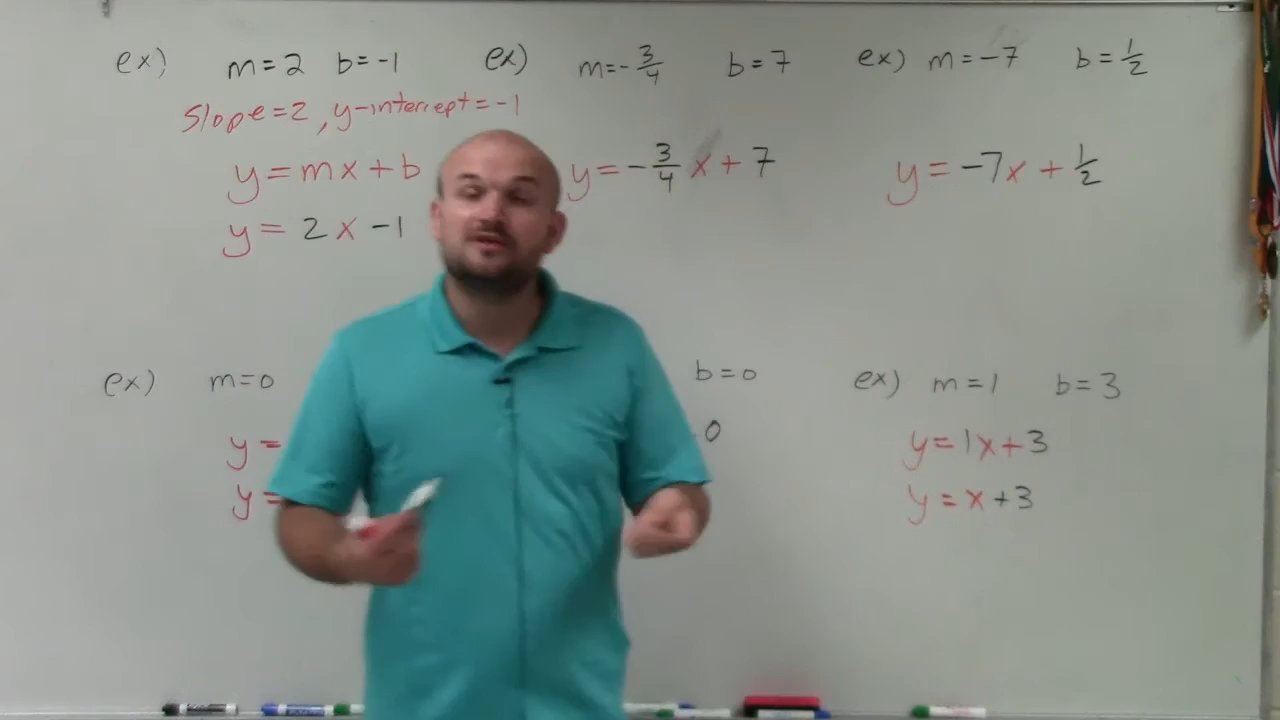 ex) m=2 b=-1
slope=2, y-intercept=-1
y=mx+b
y=2x-1
ex) m=-3/4 b=7
y=-3/4x+7
ex) m=-7 b=1/2
y=-7x+1/2
ex) m=0
y=
y=
b=0
0
ex) m=1 b=3
y=1x+3
y=x+3